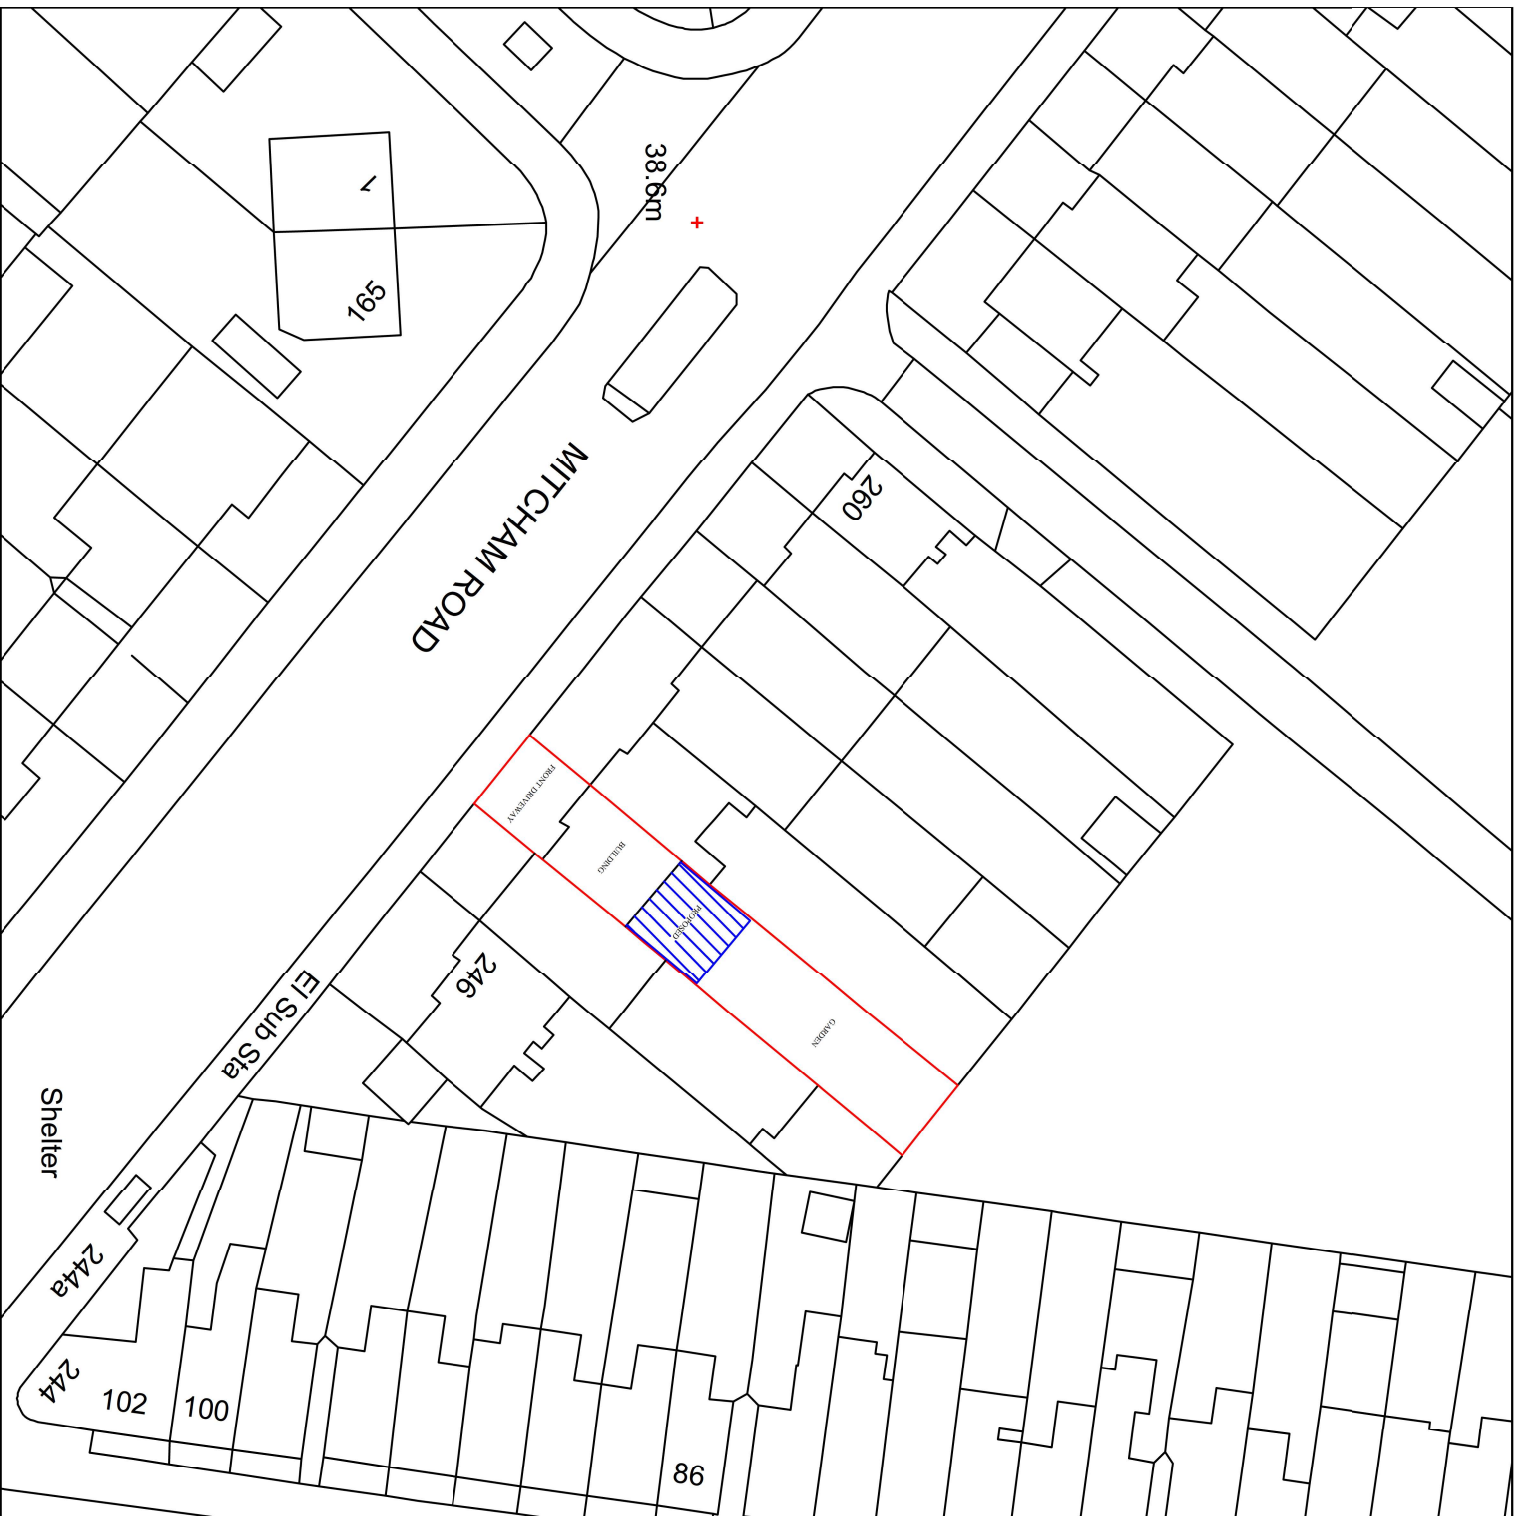 38.6m
1
165
260
MITCHAM ROAD
FRONT DRIVEWAY
BUILDING
PROPOSED
246
El Sub Sta
GARDEN
Shelter
244a
244
102
100
86